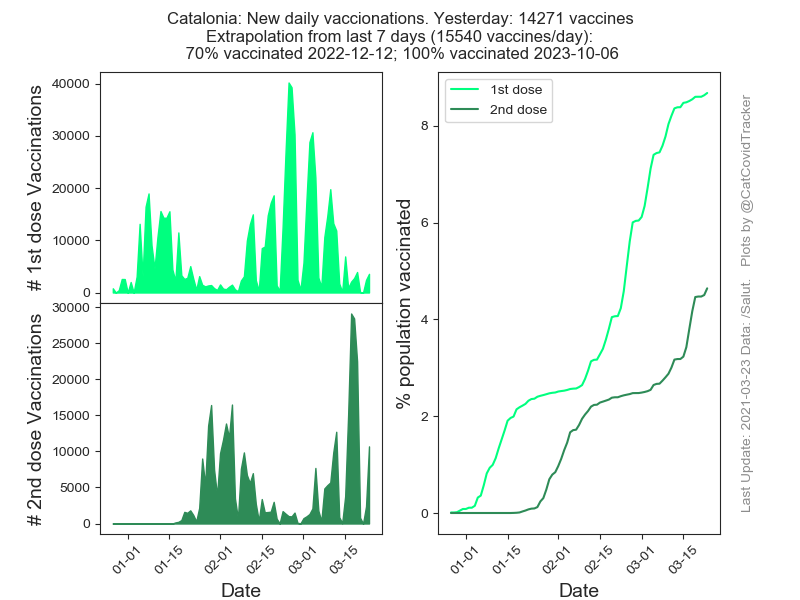 Catalonia: New daily vaccionations. Yesterday: 14271 vaccines
Extrapolation from last 7 days (15540 vaccines/day):
70% vaccinated 2022-12-12; 100% vaccinated 2023-10-06
# 1st dose Vaccinations
40000
30000
20000
10000
0
# 2nd dose Vaccinations
30000
25000
20000
15000
10000
5000
0
01-01
01-15
02-01
02-15
03-01
03-15
Date
% population vaccinated
8
6
4
2
0
1st dose
2nd dose
01-01
01-15
02-01
02-15
03-01
03-15
Date
Last Update: 2021-03-23 Data: /Salut. Plots by @CatCovidTracker